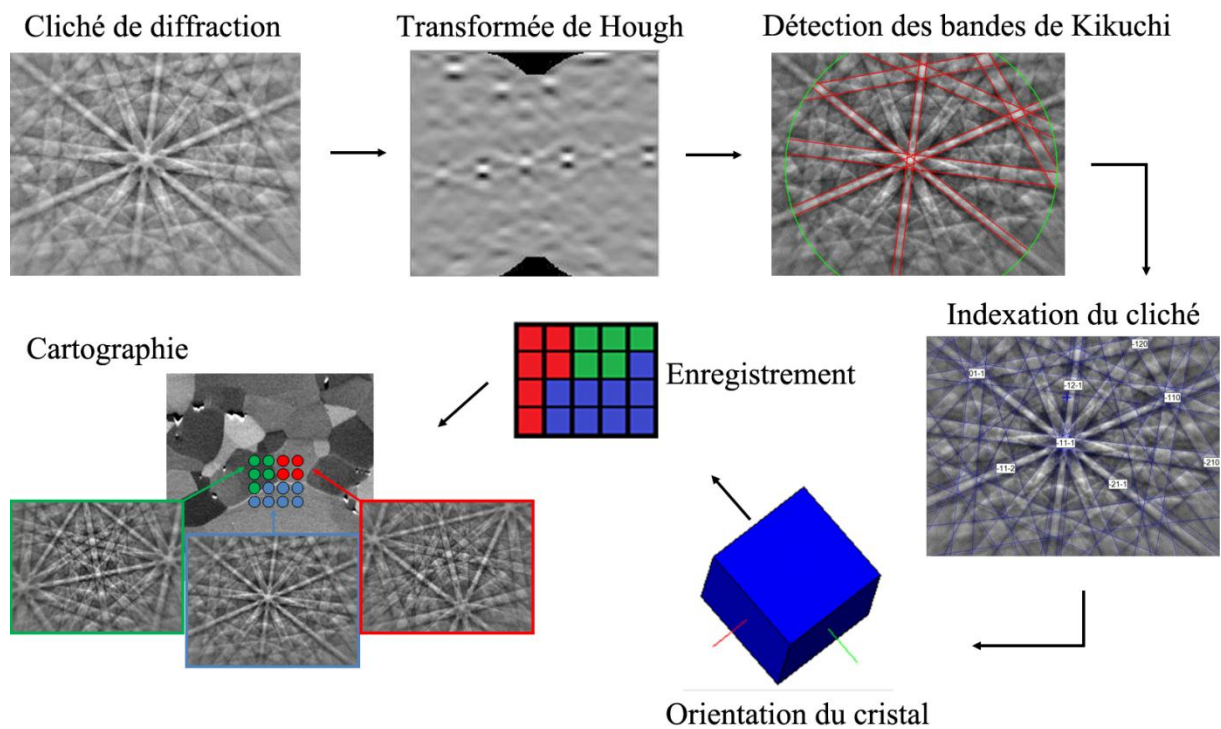 Cliché de diffraction
Transformée de Hough
Détection des bandes de Kikuchi
Indexation du cliché
-120
01-1
-12-1
-110
-11-1
-11-2
-210
-21-1
Cartographie
Enregistrement
Orientation du cristal